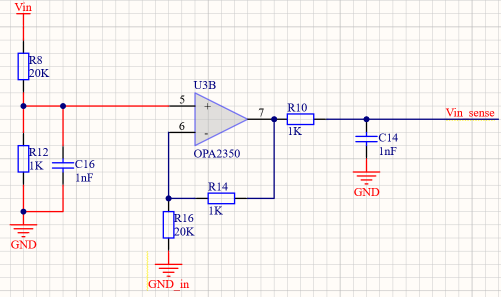 Vin
R8
20K
U3B
5
+
7
R10
1K
Vin_sense
6
-
C14
1nF
R12
1K
C16
1nF
OPA2350
R14
1K
GND
R16
20K
GND
GND_in